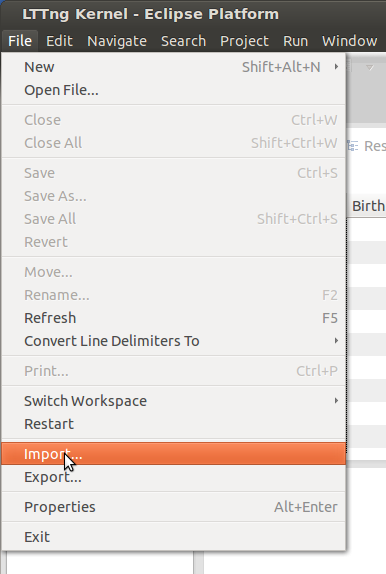 LTTng Kernel - Eclipse Platform
File Edit Navigate Search Project Run Window
New Shift+Alt+N
Open File...
Close Ctrl+W
Close All Shift+Ctrl+W
Save Ctrl+S
Save As...
Save All Shift+Ctrl+S
Revert
Move...
Rename... F2
Refresh F5
Convert Line Delimiters To
Print... Ctrl+P
Switch Workspace
Restart
Import...
Export...
Properties Alt+Enter
Exit
Res
Birth